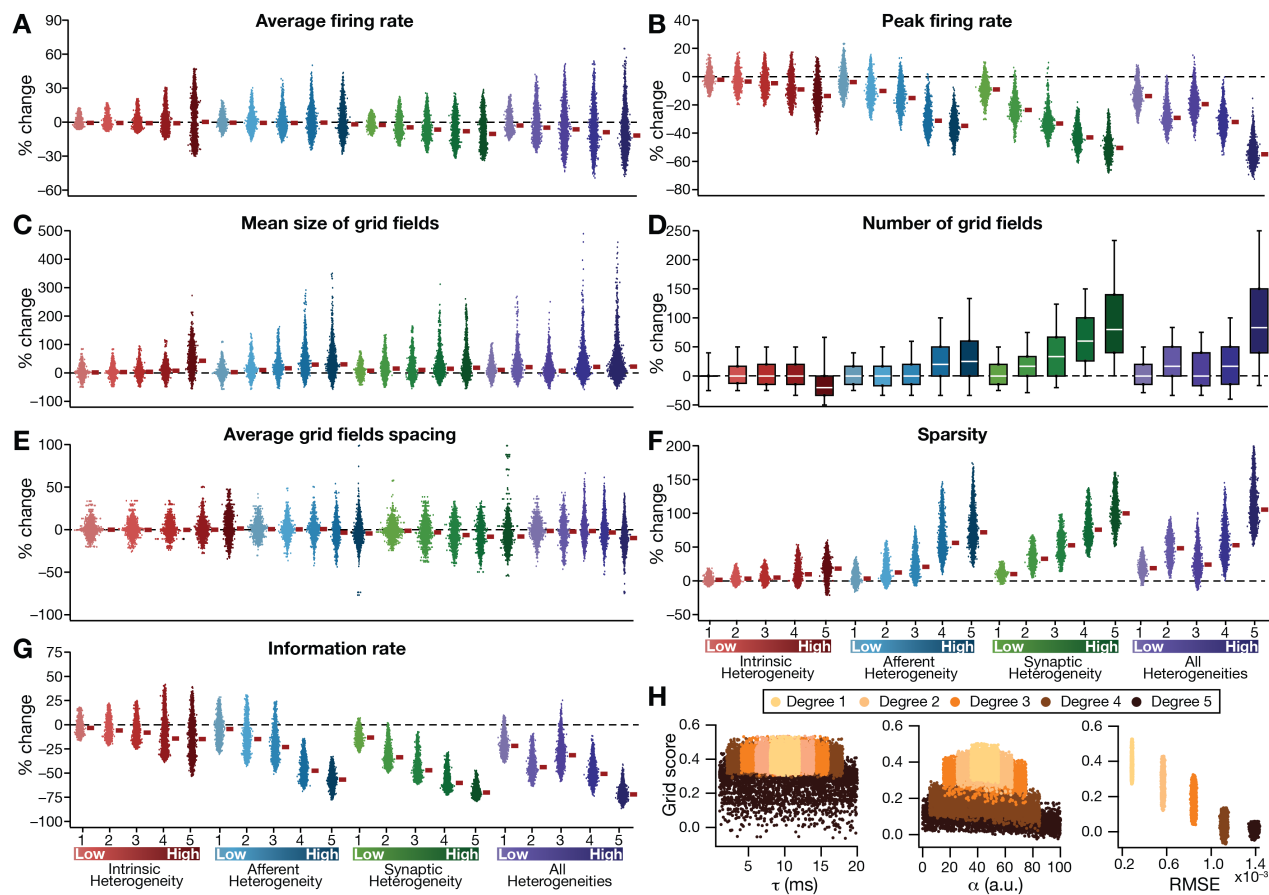 A
Average firing rate
% change
90
60
30
0
−30
−60
B
Peak firing rate
% change
40
20
0
−20
−40
−60
−80
C
Mean size of grid fields
% change
500
400
300
200
100
0
−100
D
Number of grid fields
% change
250
200
150
100
50
0
−50
E
Average grid fields spacing
% change
100
50
0
−50
−100
F
Sparsity
% change
200
150
100
50
0
−50
1 2 3 4 5 1 2 3 4 5 1 2 3 4 5 1 2 3 4 5
Low High Low High Low High Low High
Intrinsic Heterogeneity
Afferent Heterogeneity
Synaptic Heterogeneity
All Heterogeneities
G
Information rate
% change
75
50
25
0
−25
−50
−75
−100
1 2 3 4 5 1 2 3 4 5 1 2 3 4 5 1 2 3 4 5
Low High Low High Low High Low High
Intrinsic Heterogeneity
Afferent Heterogeneity
Synaptic Heterogeneity
All Heterogeneities
H
Degree 1 Degree 2 Degree 3 Degree 4 Degree 5
Grid score
0.6
0.4
0.2
0.0
5 10 15 20
τ (ms)
0.6
0.4
0.2
0.0
0 20 40 60 80 100
α (a.u.)
0.6
0.4
0.2
0.0
0.2 0.6 1.0 1.4
x10⁻³
RMSE